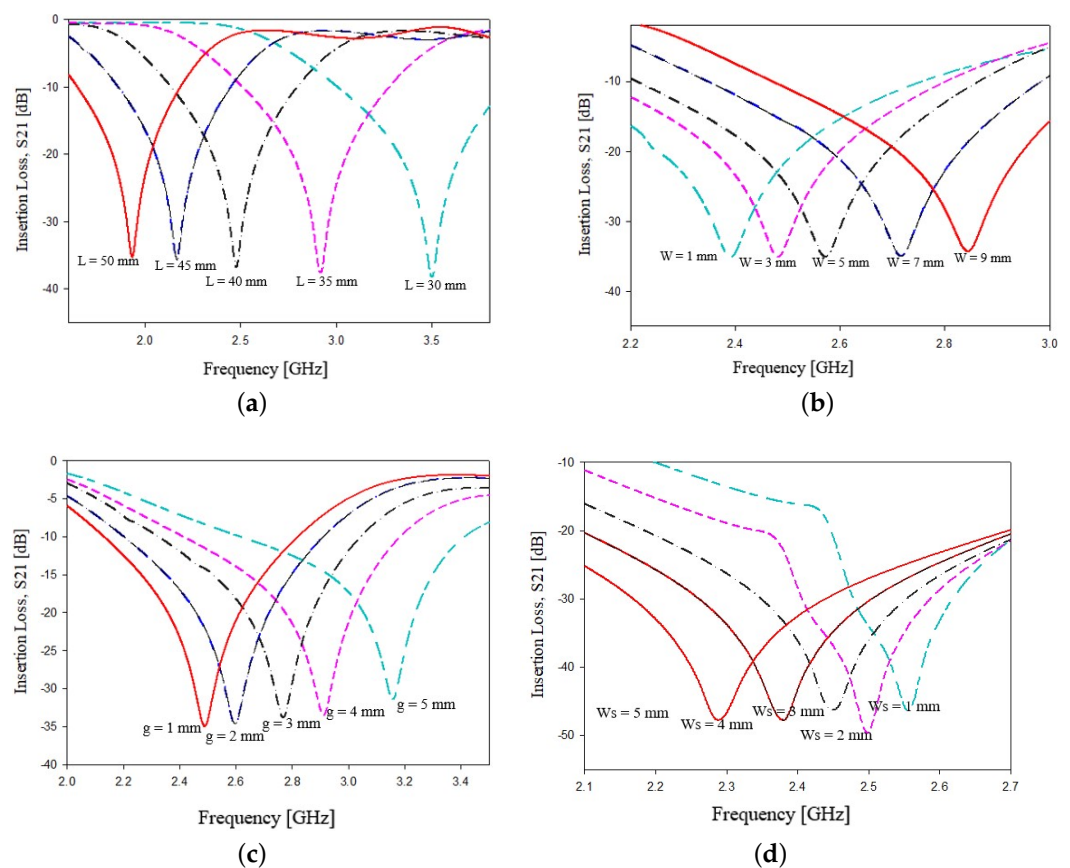 0
-10
-20
-30
-40
Insertion Loss, S21 [dB]
L = 50 mm
L = 45 mm
L = 40 mm
L = 35 mm
L = 30 mm
2.0 2.5 3.0 3.5
Frequency [GHz]
(a)
-10
-20
-30
-40
Insertion Loss, S21 [dB]
W = 1 mm
W = 3 mm
W = 5 mm
W = 7 mm
W = 9 mm
2.2 2.4 2.6 2.8 3.0
Frequency [GHz]
(b)
0
-5
-10
-15
-20
-25
-30
-35
-40
Insertion Loss, S21 [dB]
g = 1 mm
g = 2 mm
g = 3 mm
g = 4 mm
g = 5 mm
2.0 2.2 2.4 2.6 2.8 3.0 3.2 3.4
Frequency [GHz]
(c)
-10
-20
-30
-40
-50
Insertion Loss, S21 [dB]
Ws = 5 mm
Ws = 4 mm
Ws = 3 mm
Ws = 2 mm
Ws = 1 mm
2.1 2.2 2.3 2.4 2.5 2.6 2.7
Frequency [GHz]
(d)